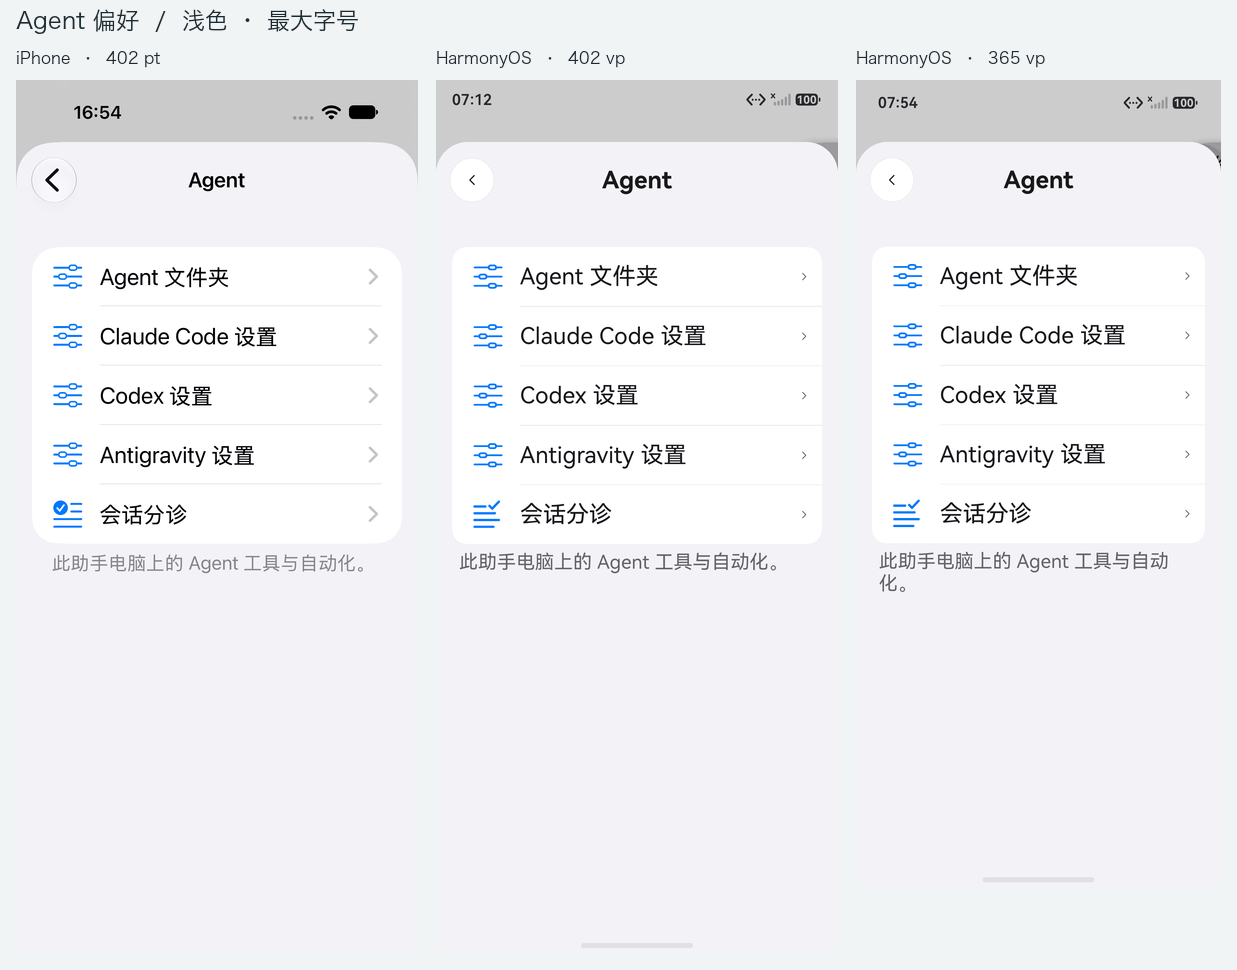 Agent 偏好 / 浅色 · 最大字号
iPhone · 402 pt
16:54
Agent
Agent 文件夹
Claude Code 设置
Codex 设置
Antigravity 设置
会话分诊
此助手电脑上的 Agent 工具与自动化。
HarmonyOS · 402 vp
07:12
100
Agent
Agent 文件夹
Claude Code 设置
Codex 设置
Antigravity 设置
会话分诊
此助手电脑上的 Agent 工具与自动化。
HarmonyOS · 365 vp
07:54
100
Agent
Agent 文件夹
Claude Code 设置
Codex 设置
Antigravity 设置
会话分诊
此助手电脑上的 Agent 工具与自动
化。